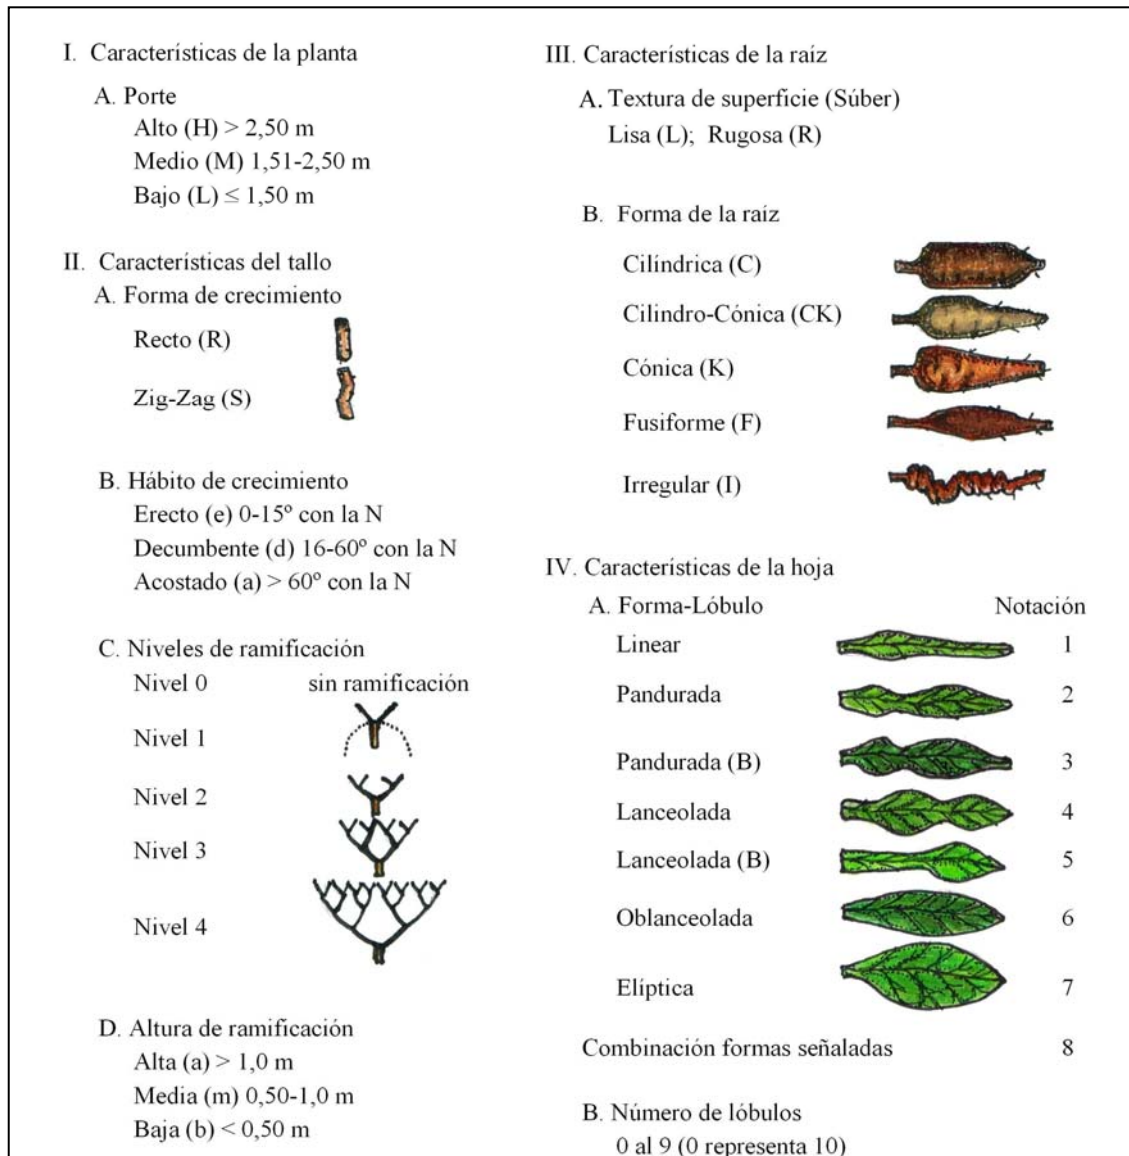 I. Características de la planta
A. Porte
Alto (H) > 2,50 m
Medio (M) 1,51-2,50 m
Bajo (L) ≤ 1,50 m
II. Características del tallo
A. Forma de crecimiento
Recto (R)
Zig-Zag (S)
B. Hábito de crecimiento
Erecto (e) 0-15º con la N
Decumbente (d) 16-60º con la N
Acostado (a) > 60º con la N
C. Niveles de ramificación
Nivel 0 sin ramificación
Nivel 1
Nivel 2
Nivel 3
Nivel 4
D. Altura de ramificación
Alta (a) > 1,0 m
Media (m) 0,50-1,0 m
Baja (b) < 0,50 m
III. Características de la raíz
A. Textura de superficie (Súber)
Lisa (L); Rugosa (R)
B. Forma de la raíz
Cilíndrica (C)
Cilindro-Cónica (CK)
Cónica (K)
Fusiforme (F)
Irregular (I)
IV. Características de la hoja
A. Forma-Lóbulo Notación
Linear 1
Pandurada 2
Pandurada (B) 3
Lanceolada 4
Lanceolada (B) 5
Oblanceolada 6
Elíptica 7
Combinación formas señaladas 8
B. Número de lóbulos
0 al 9 (0 representa 10)